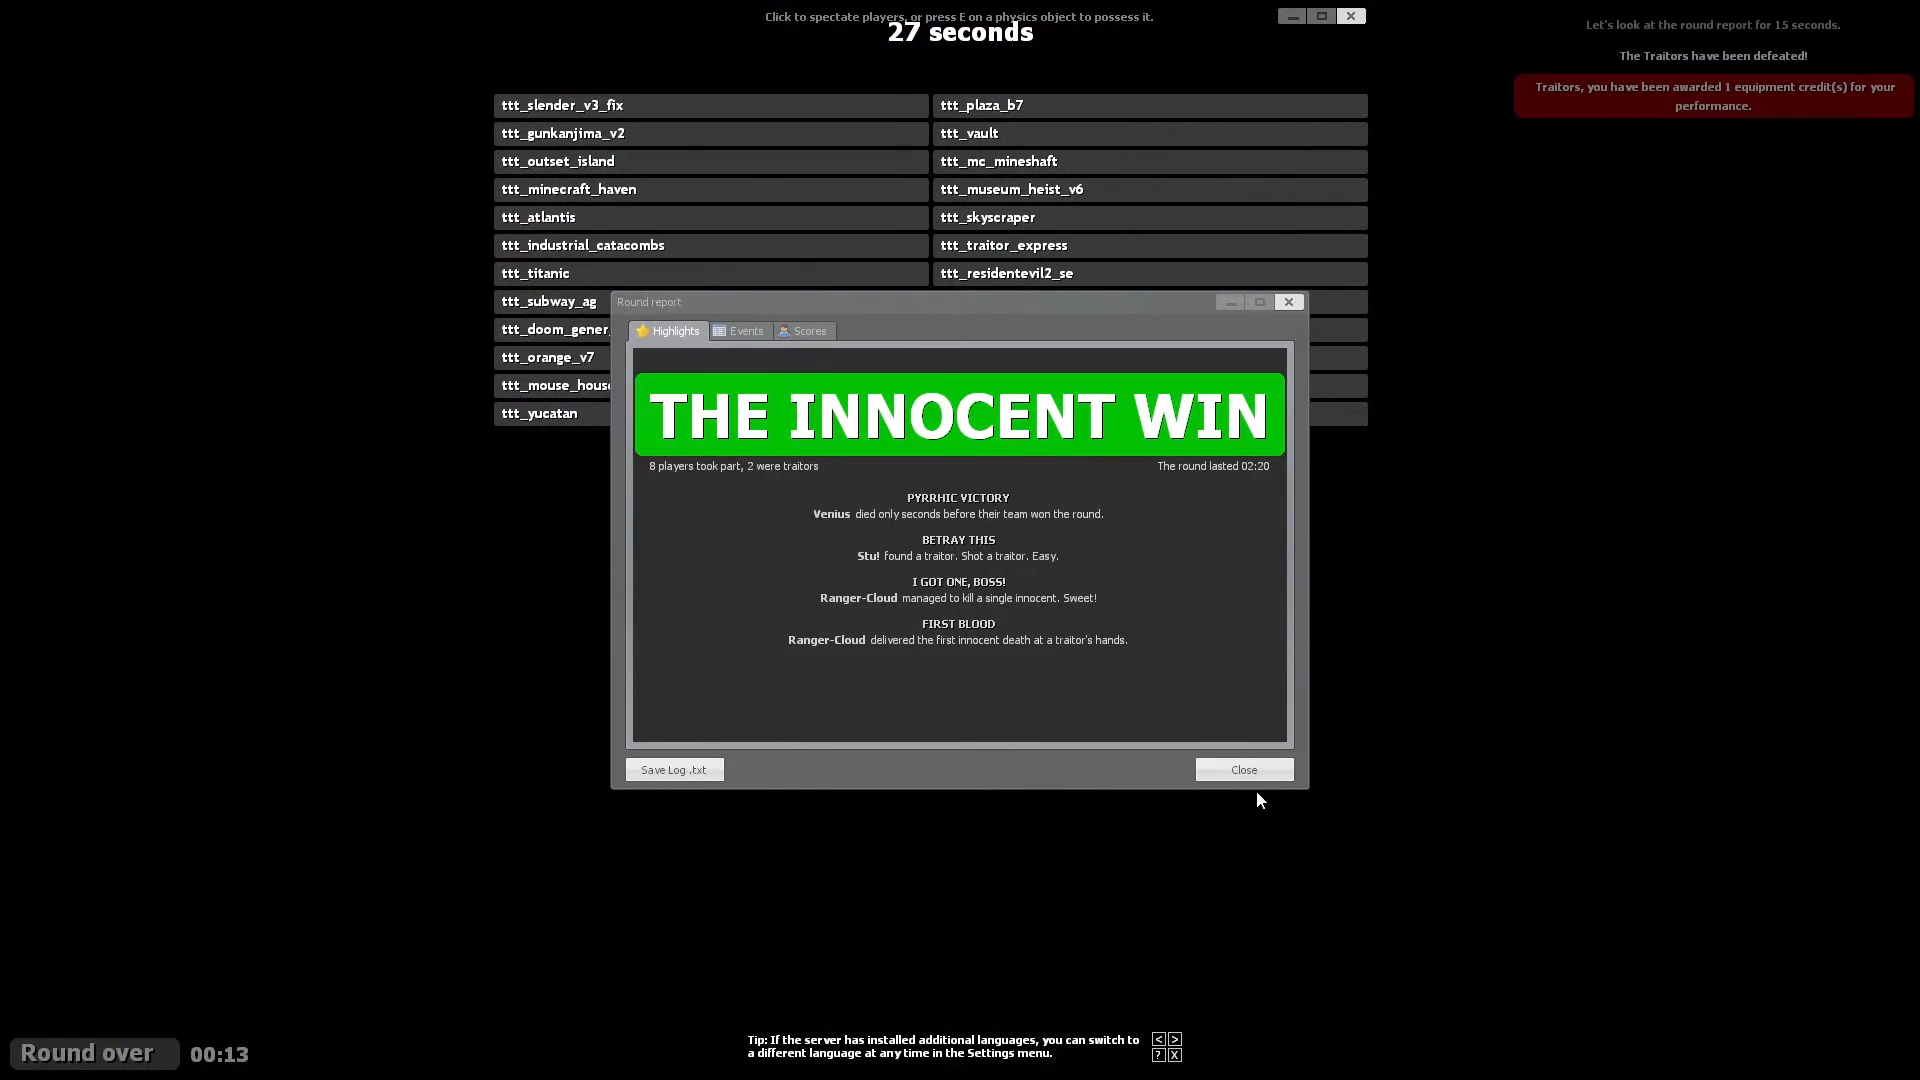 Click to spectate players, or press E on a physics object to possess it.
27 seconds
Let's look at the round report for 15 seconds.
The Traitors have been defeated!
Traitors, you have been awarded 1 equipment credit(s) for your
performance.
ttt_slender_v3_fix
ttt_plaza_b7
ttt_gunkanjima_v2
ttt_vault
ttt_outset_island
ttt_mc_mineshaft
ttt_minecraft_haven
ttt_museum_heist_v6
ttt_atlantis
ttt_skyscraper
ttt_industrial_catacombs
ttt_traitor_express
ttt_titanic
ttt_residentevil2_se
ttt_subway_ag
ttt_doom_gener
ttt_orange_v7
ttt_mouse_house
ttt_yucatan
Round report
Highlights
Events
Scores
THE INNOCENT WIN
8 players took part, 2 were traitors
The round lasted 02:20
PYRRHIC VICTORY
Venius died only seconds before their team won the round.
BETRAY THIS
Stu! found a traitor. Shot a traitor. Easy.
I GOT ONE, BOSS!
Ranger-Cloud managed to kill a single innocent. Sweet!
FIRST BLOOD
Ranger-Cloud delivered the first innocent death at a traitor's hands.
Save Log .txt
Close
Round over 00:13
Tip: If the server has installed additional languages, you can switch to
a different language at any time in the Settings menu.
< >
? X